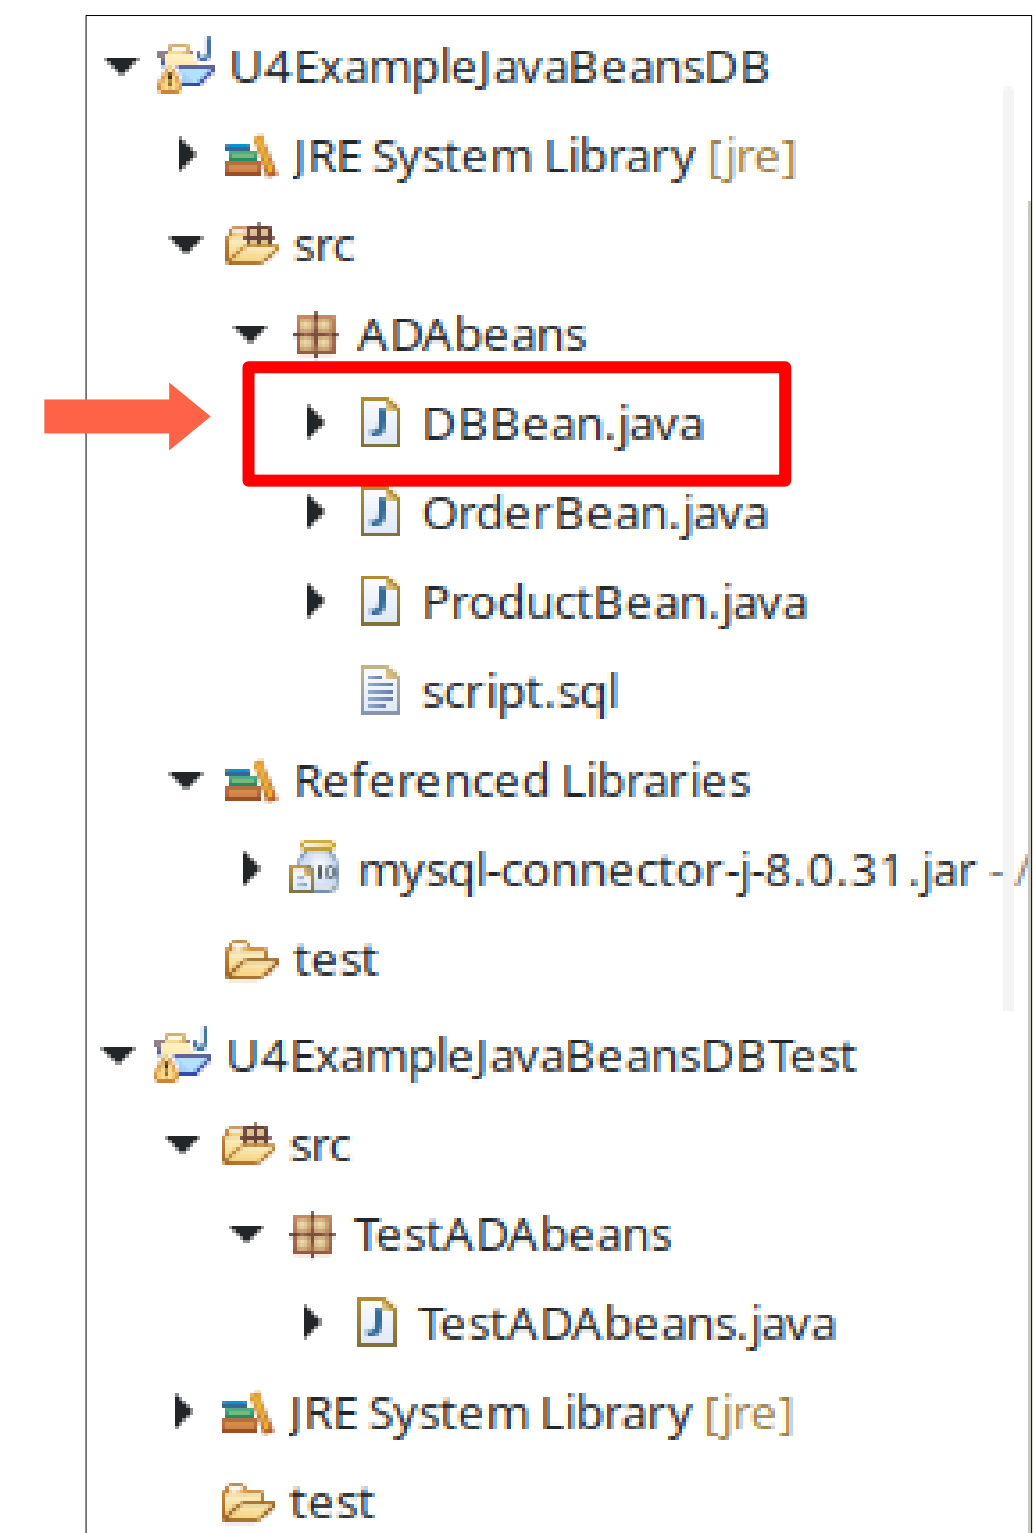 U4ExampleJavaBeansDB
JRE System Library [jre]
src
ADAbeans
DBBean.java
OrderBean.java
ProductBean.java
script.sql
Referenced Libraries
mysql-connector-j-8.0.31.jar - /
test
U4ExampleJavaBeansDBTest
src
TestADAbeans
TestADAbeans.java
JRE System Library [jre]
test